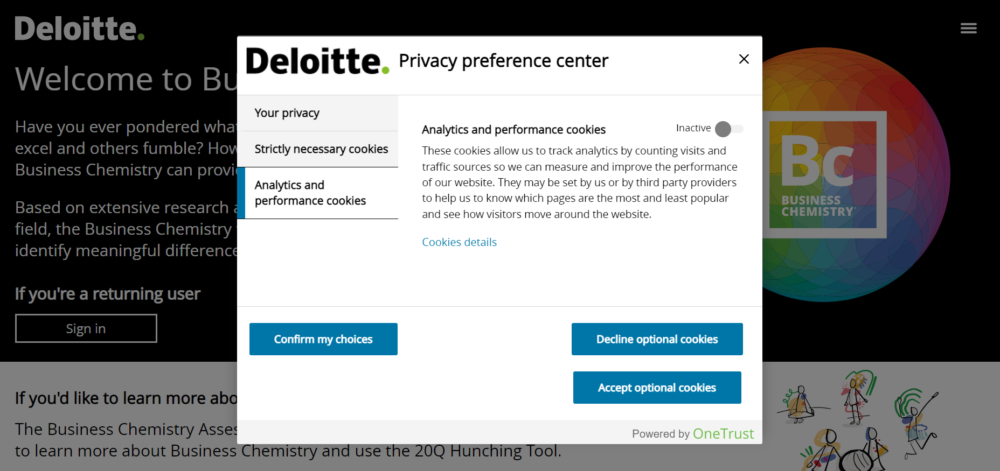 Deloitte.
Welcome to Bu
Have you ever pondered what
excel and others fumble? How
Business Chemistry can provi
Based on extensive research a
field, the Business Chemistry
identify meaningful difference
If you're a returning user
Sign in
If you'd like to learn more abo
The Business Chemistry Asses
to learn more about Business Chemistry and use the 20Q Hunching Tool.
Deloitte. Privacy preference center
Your privacy
Strictly necessary cookies
Analytics and
performance cookies
Analytics and performance cookies
Inactive
These cookies allow us to track analytics by counting visits and
traffic sources so we can measure and improve the performance
of our website. They may be set by us or by third party providers
to help us to know which pages are the most and least popular
and see how visitors move around the website.
Cookies details
Confirm my choices
Decline optional cookies
Accept optional cookies
Powered by OneTrust
Bc
BUSINESS
CHEMISTRY